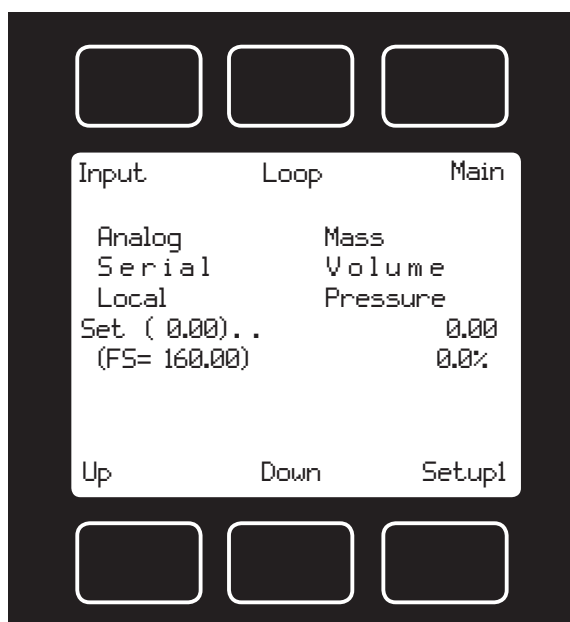 Input Loop Main
Analog Mass
Serial Volume
Local Pressure
Set ( 0.00).. 0.00
(FS= 160.00) 0.0%
Up Down Setup1